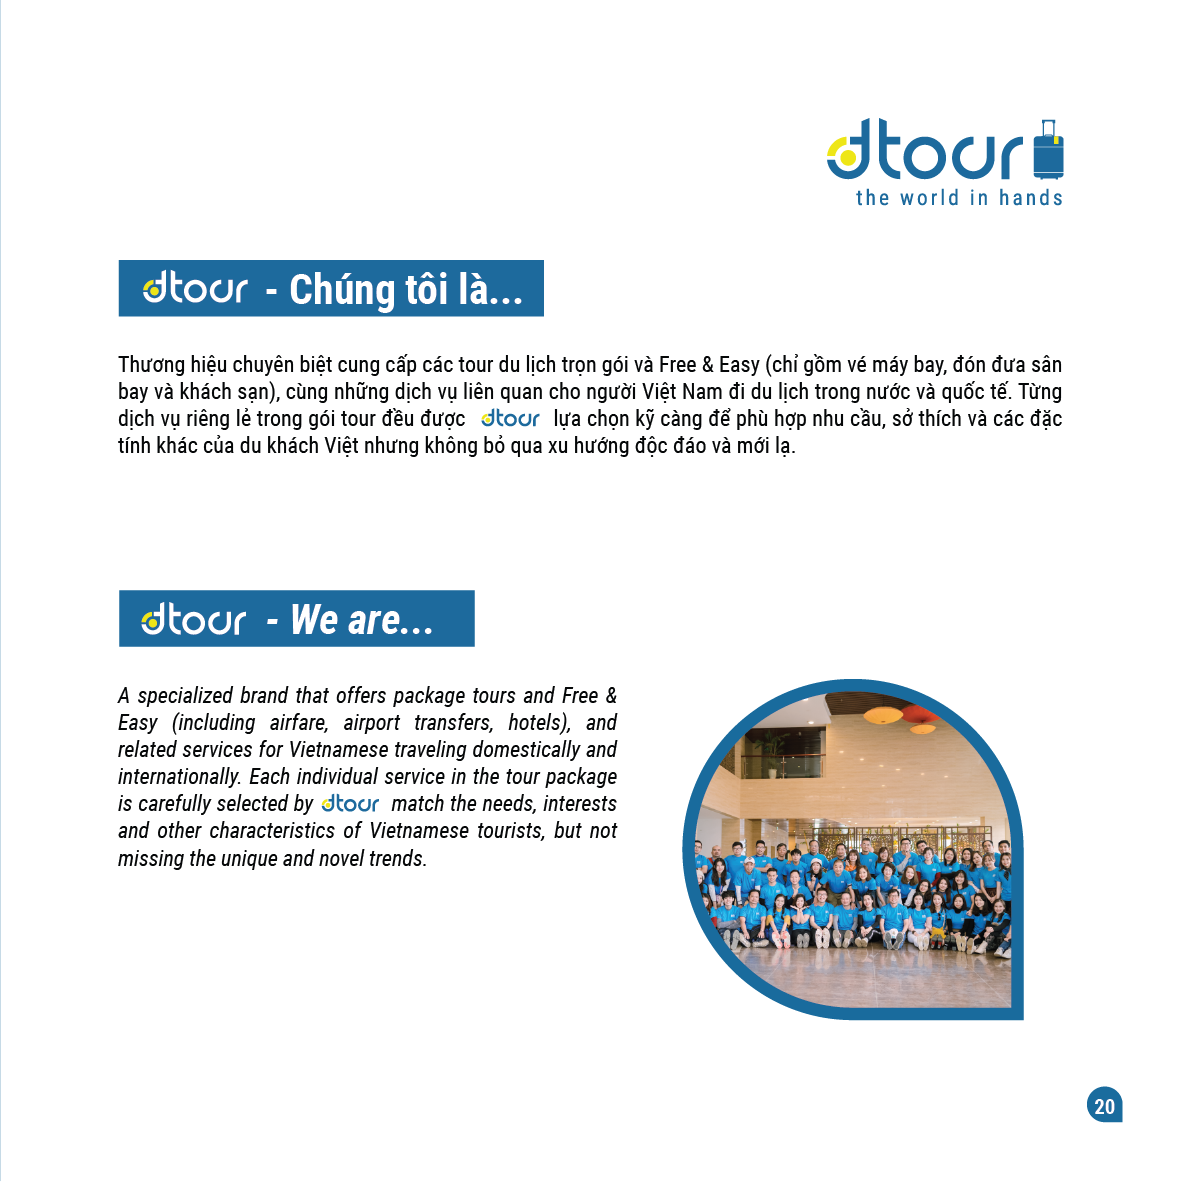 dtour
the world in hands
dtour - Chúng tôi là...
Thương hiệu chuyên biệt cung cấp các tour du lịch trọn gói và Free & Easy (chỉ gồm vé máy bay, đón đưa sân
bay và khách sạn), cùng những dịch vụ liên quan cho người Việt Nam đi du lịch trong nước và quốc tế. Từng
dịch vụ riêng lẻ trong gói tour đều được dtour lựa chọn kỹ càng để phù hợp nhu cầu, sở thích và các đặc
tính khác của du khách Việt nhưng không bỏ qua xu hướng độc đáo và mới lạ.
dtour - We are...
A specialized brand that offers package tours and Free &
Easy (including airfare, airport transfers, hotels), and
related services for Vietnamese traveling domestically and
internationally. Each individual service in the tour package
is carefully selected by dtour match the needs, interests
and other characteristics of Vietnamese tourists, but not
missing the unique and novel trends.
20